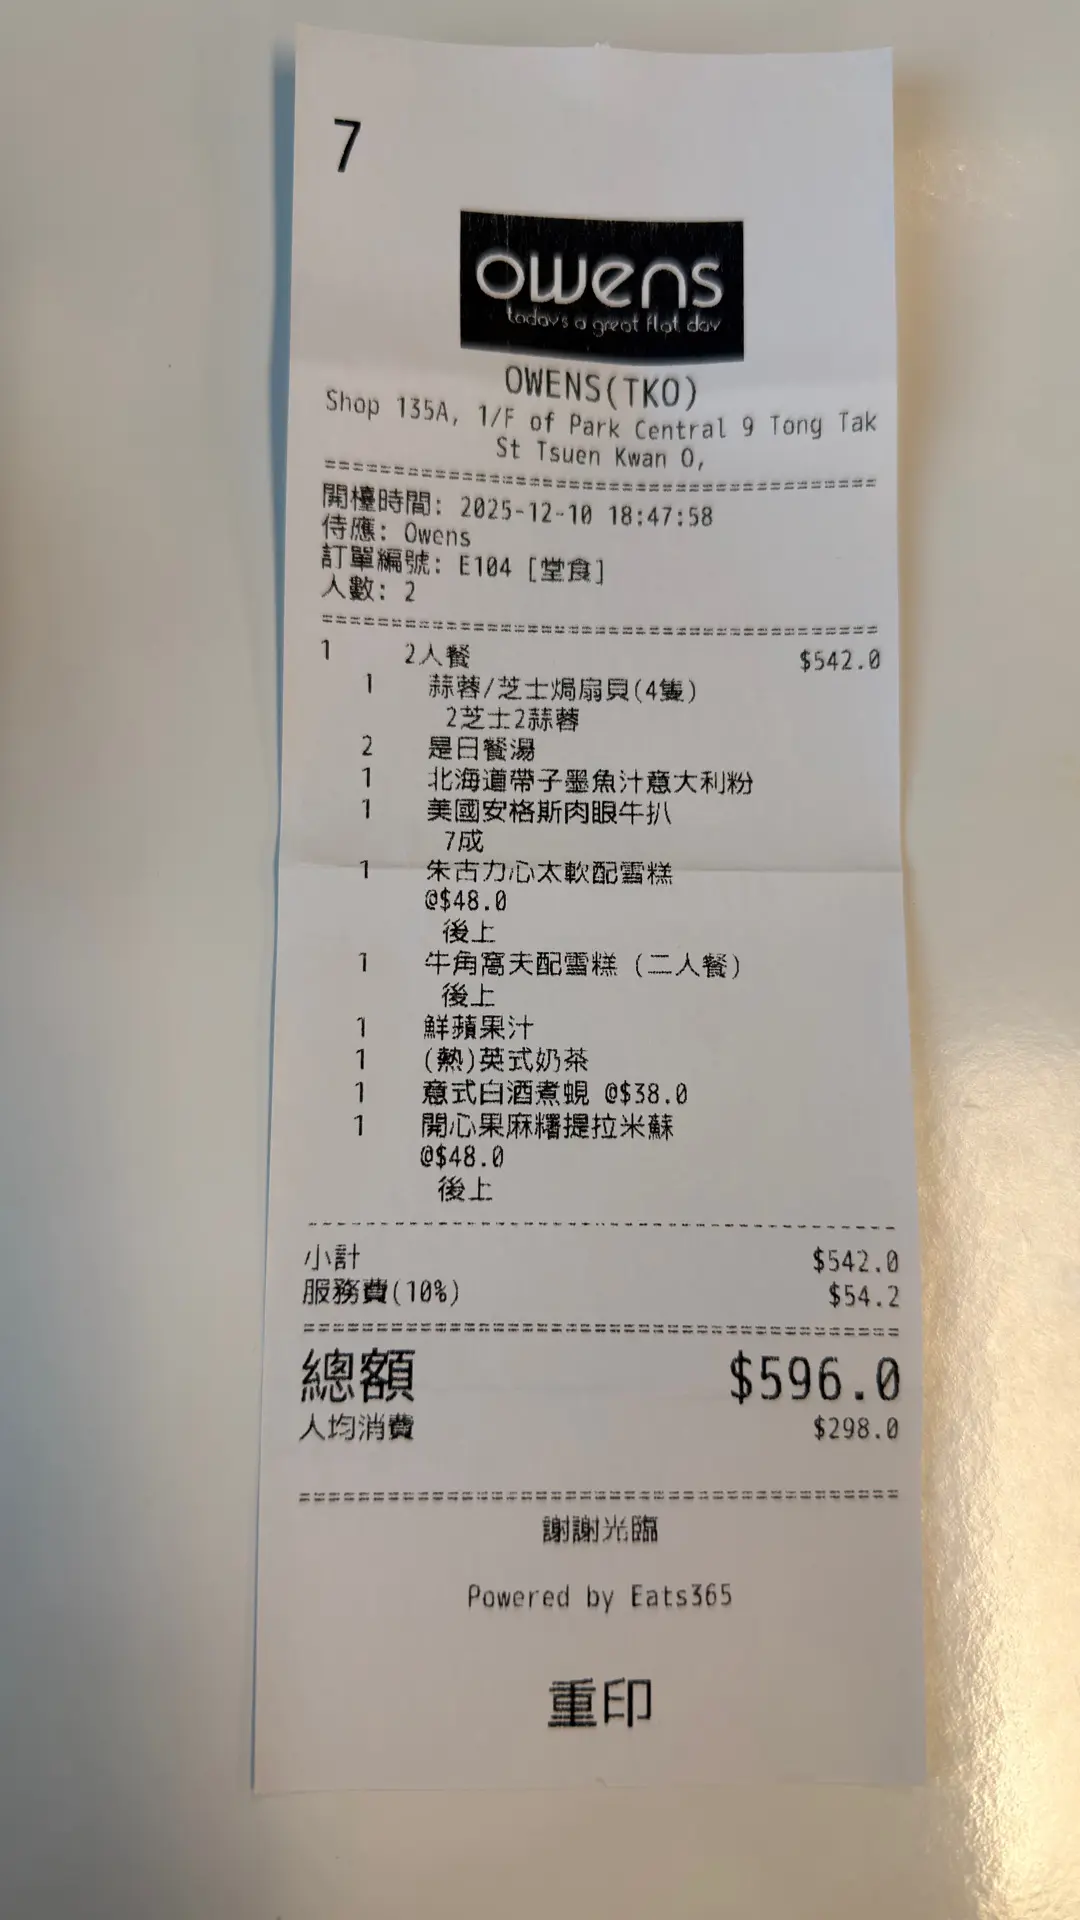 7
owens
today's a great flat day
OWENS(TKO)
Shop 135A, 1/F of Park Central 9 Tong Tak
St Tsuen Kwan O,
開檯時間: 2025-12-10 18:47:58
侍應: Owens
訂單編號: E104 [堂食]
人數: 2
1 2人餐 $542.0
1 蒜蓉/芝士焗扇貝(4隻)
2芝士2蒜蓉
2 是日餐湯
1 北海道帶子墨魚汁意大利粉
1 美國安格斯肉眼牛扒
7成
1 朱古力心太軟配雪糕
@$48.0
後上
1 牛角窩夫配雪糕 (二人餐)
後上
1 鮮蘋果汁
1 (熱)英式奶茶
1 意式白酒煮蜆 @$38.0
1 開心果麻糬提拉米蘇
@$48.0
後上
小計 $542.0
服務費(10%) $54.2
總額 $596.0
人均消費 $298.0
謝謝光臨
Powered by Eats365
重印